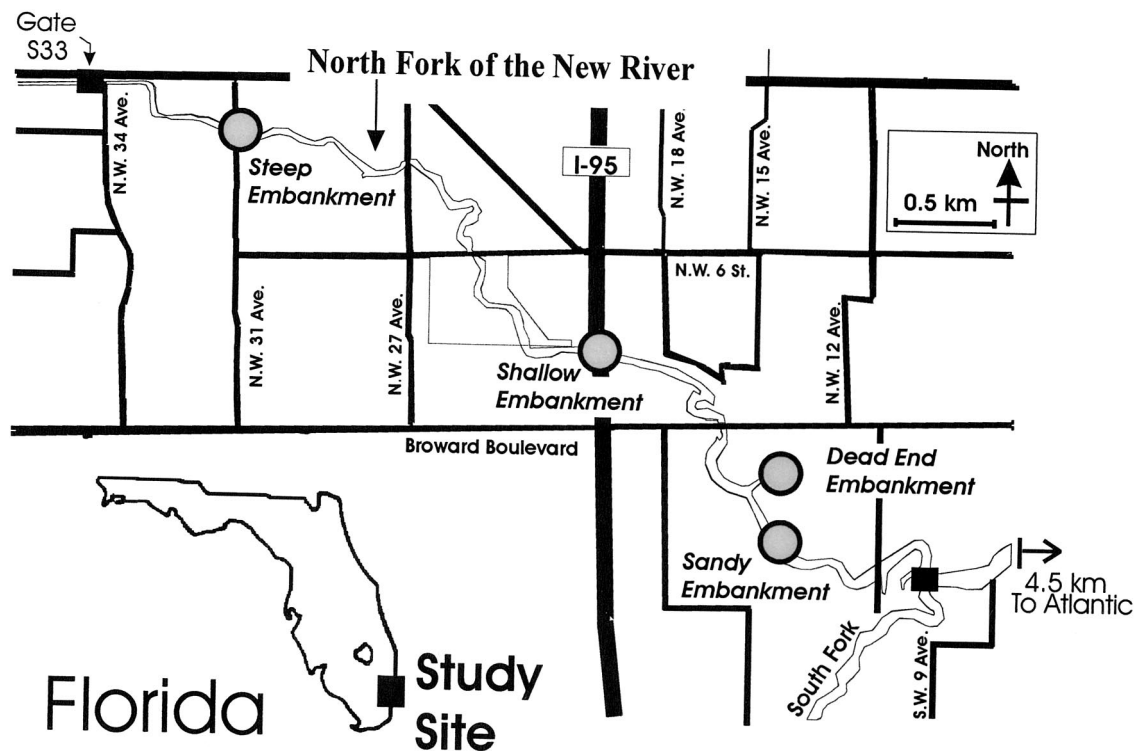 Gate
S33
North Fork of the New River
N.W. 34 Ave.
Steep
Embankment
I-95
N.W. 18 Ave.
N.W. 15 Ave.
North
0.5 km
N.W. 6 St.
N.W. 31 Ave.
N.W. 27 Ave.
N.W. 12 Ave.
Shallow
Embankment
Broward Boulevard
Dead End
Embankment
Sandy
Embankment
4.5 km
To Atlantic
South Fork
S.W. 9 Ave.
Florida
Study
Site